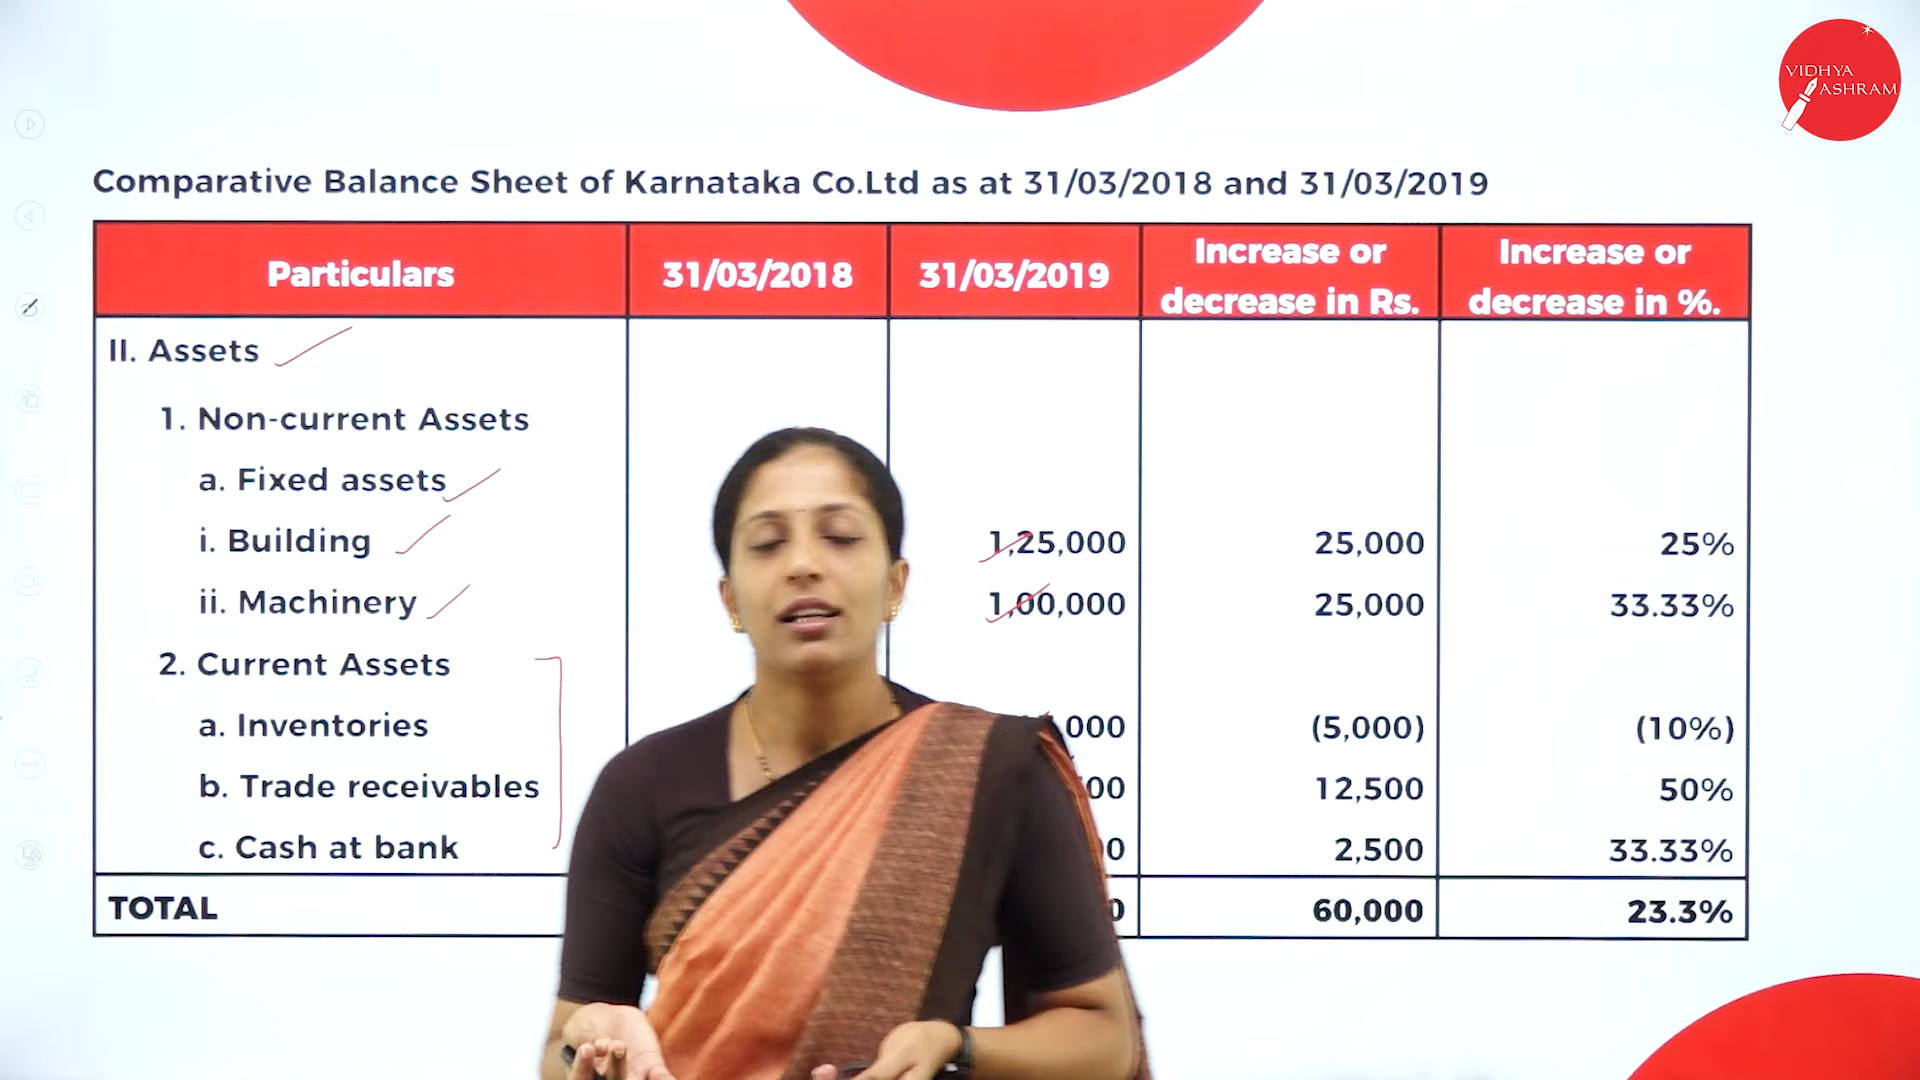 VIDHYA
ASHRAM
Comparative Balance Sheet of Karnataka Co.Ltd as at 31/03/2018 and 31/03/2019
Particulars 31/03/2018 31/03/2019 Increase or decrease in Rs. Increase or decrease in %.
II. Assets
1. Non-current Assets
a. Fixed assets
i. Building 1,25,000 25,000 25%
ii. Machinery 1,00,000 25,000 33.33%
2. Current Assets
a. Inventories (5,000) (10%)
b. Trade receivables 12,500 50%
c. Cash at bank 2,500 33.33%
TOTAL 60,000 23.3%